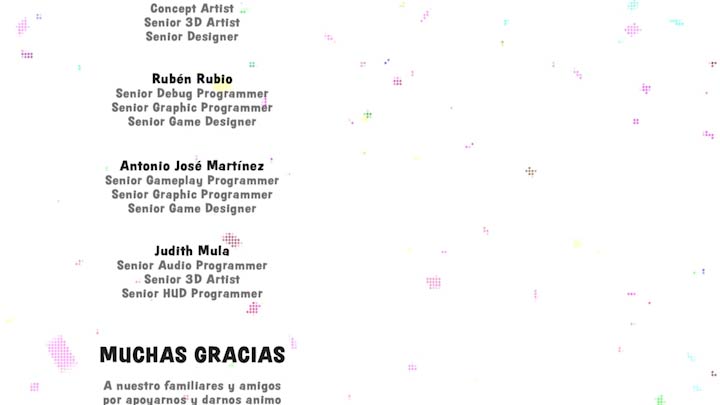 Concept Artist
Senior 3D Artist
Senior Designer
Rubén Rubio
Senior Debug Programmer
Senior Graphic Programmer
Senior Game Designer
Antonio José Martínez
Senior Gameplay Programmer
Senior Graphic Programmer
Senior Game Designer
Judith Mula
Senior Audio Programmer
Senior 3D Artist
Senior HUD Programmer
MUCHAS GRACIAS
A nuestro familiares y amigos
por apoyarnos y darnos animo